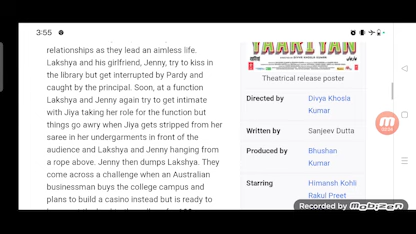 3:55
relationships as they lead an aimless life.
Lakshya and his girlfriend, Jenny, try to kiss in
the library but get interrupted by Pardy and
caught by the principal. Soon, at a function
Lakshya and Jenny again try to get intimate
with Jiya taking her role for the function but
things go awry when Jiya gets stripped from her
saree in her undergarments in front of the
audience and Lakshya and Jenny hanging from
a rope above. Jenny then dumps Lakshya. They
come across a challenge when an Australian
businessman buys the college campus and
plans to build a casino instead but is ready to
YAARIYAN
Theatrical release poster
Directed by Divya Khosla
Kumar
Written by Sanjeev Dutta
Produced by Bhushan
Kumar
Starring Himansh Kohli
Rakul Preet
Recorded by Mobizen